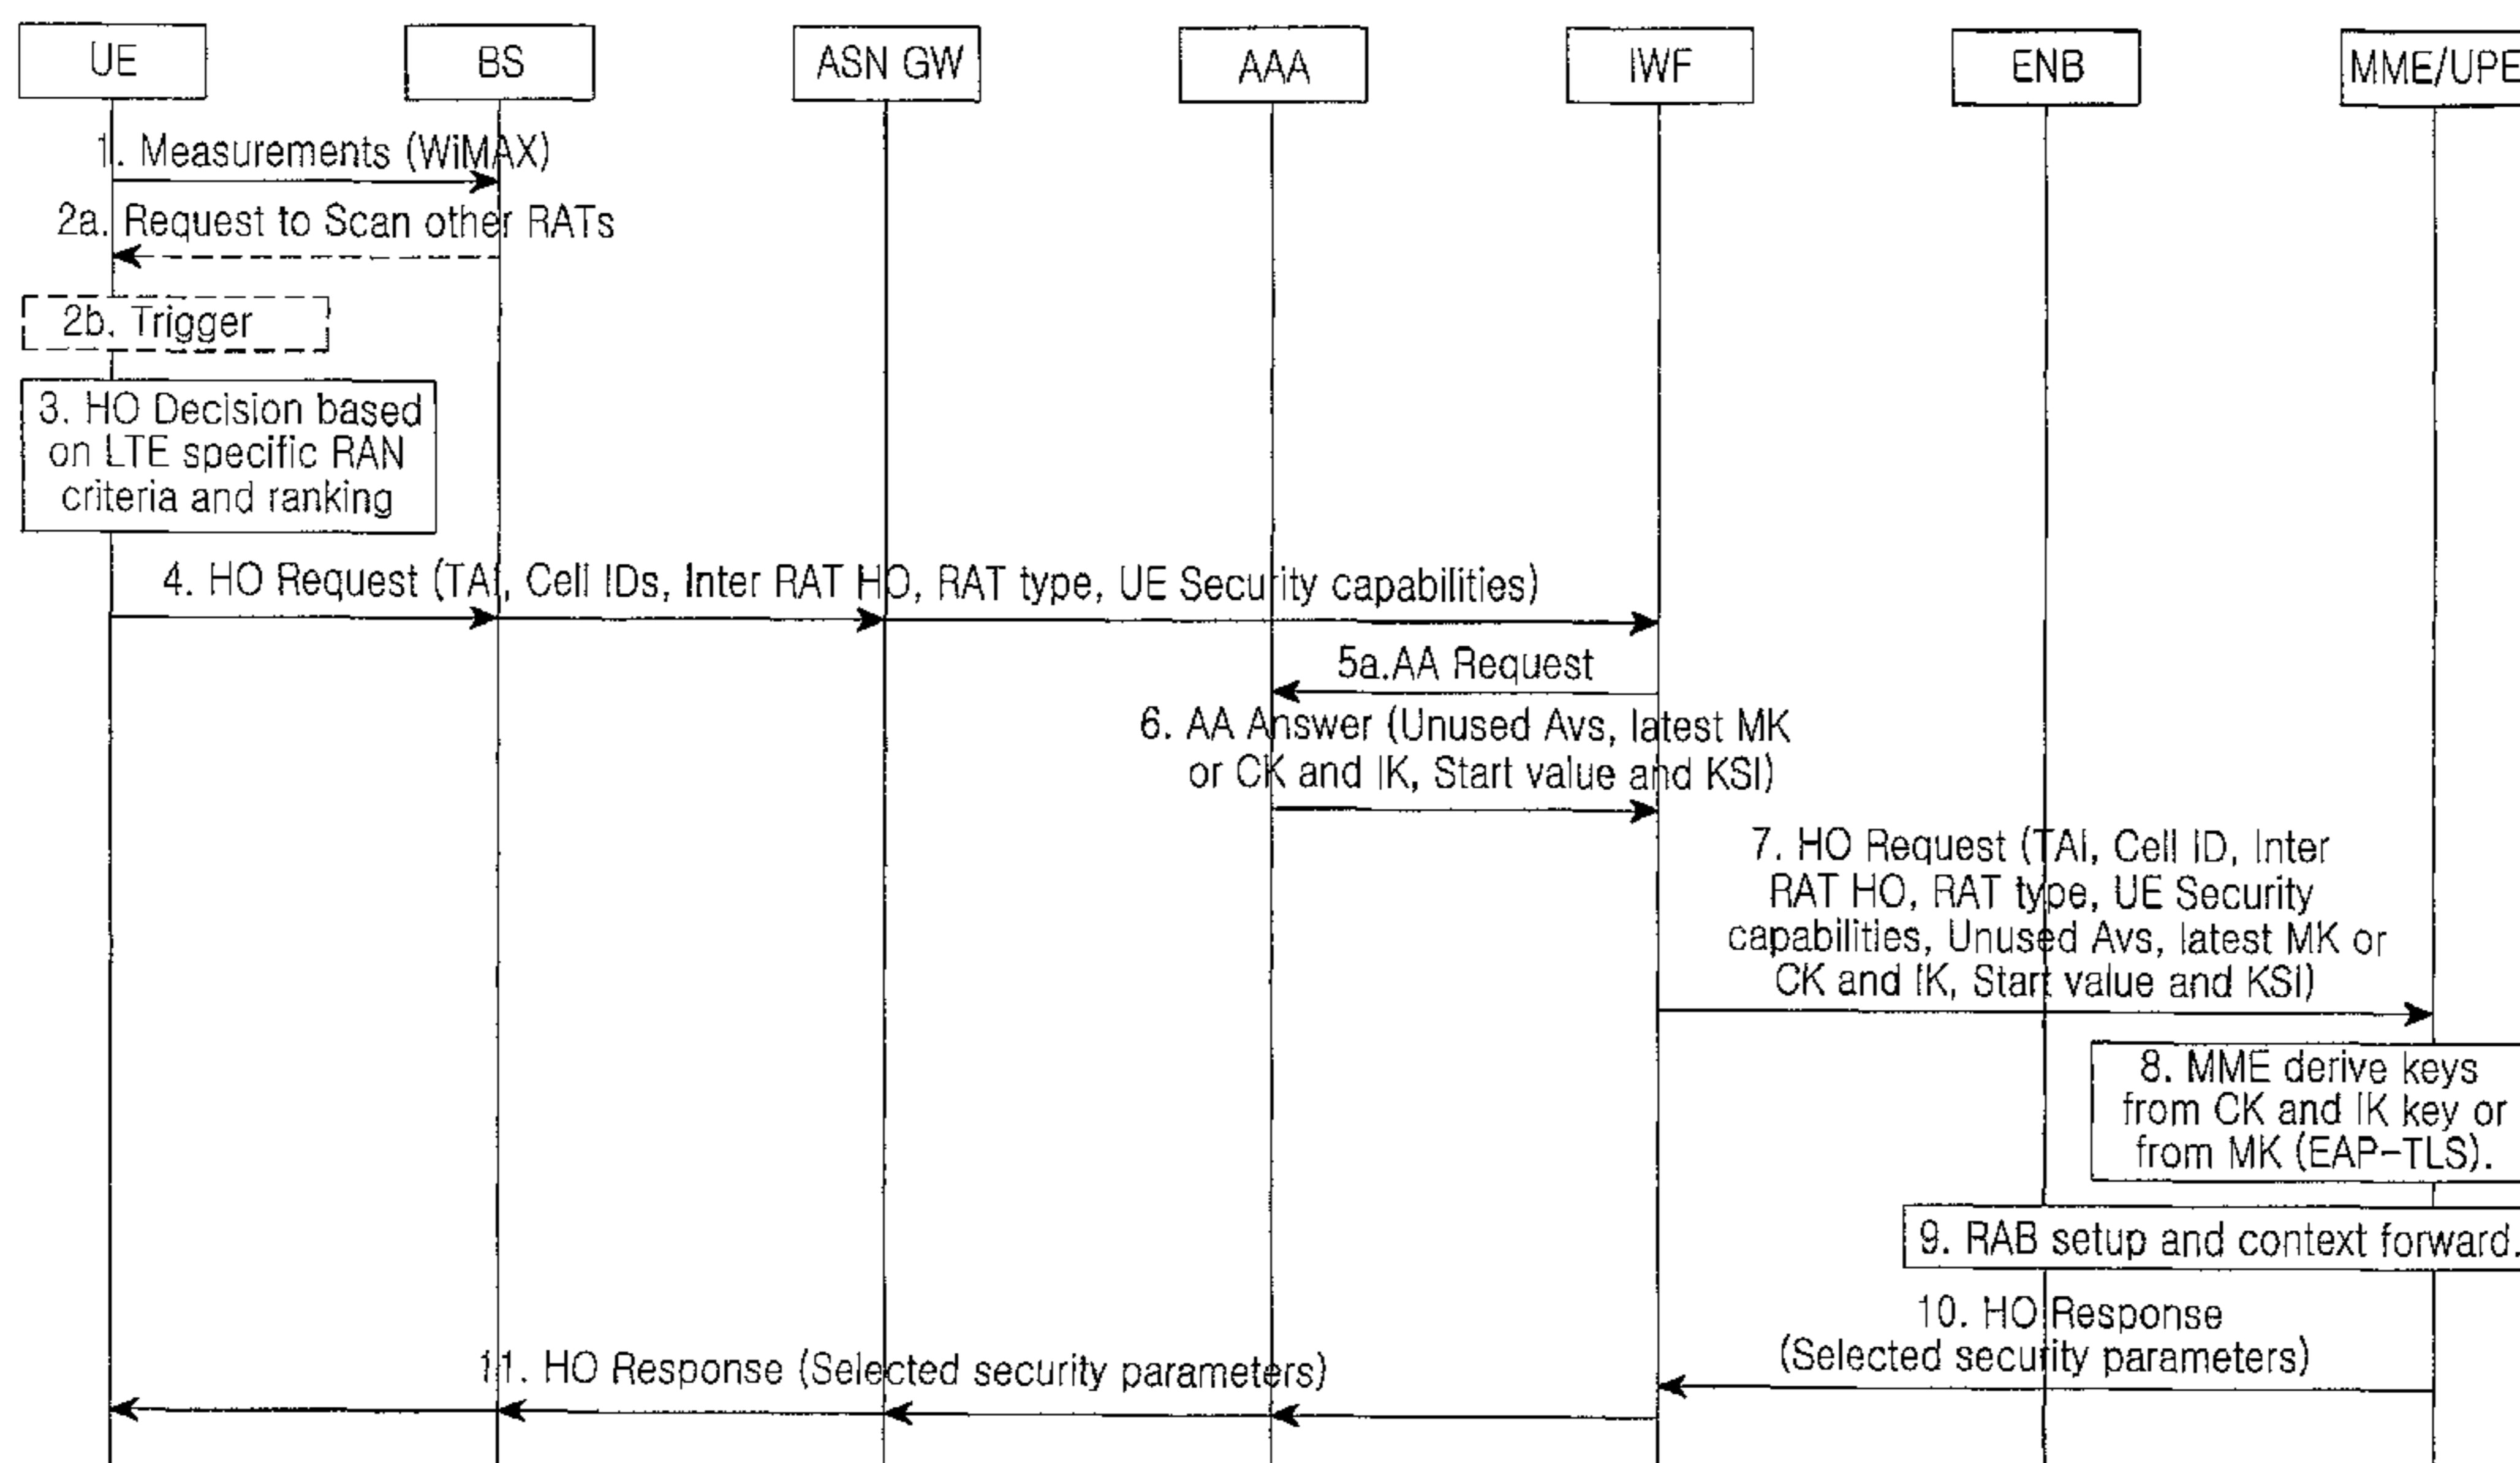 UE
BS
ASN GW
AAA
IWF
ENB
MME/UPE
1. Measurements (WiMAX)
2a. Request to Scan other RATs
2b. Trigger
3. HO Decision based
on LTE specific RAN
criteria and ranking
4. HO Request (TAI, Cell IDs, Inter RAT HO, RAT type, UE Security capabilities)
5a.AA Request
6. AA Answer (Unused Avs, latest MK
or CK and IK, Start value and KSI)
7. HO Request (TAI, Cell ID, Inter
RAT HO, RAT type, UE Security
capabilities, Unused Avs, latest MK or
CK and IK, Start value and KSI)
8. MME derive keys
from CK and IK key or
from MK (EAP-TLS).
9. RAB setup and context forward.
10. HO Response
(Selected security parameters)
11. HO Response (Selected security parameters)